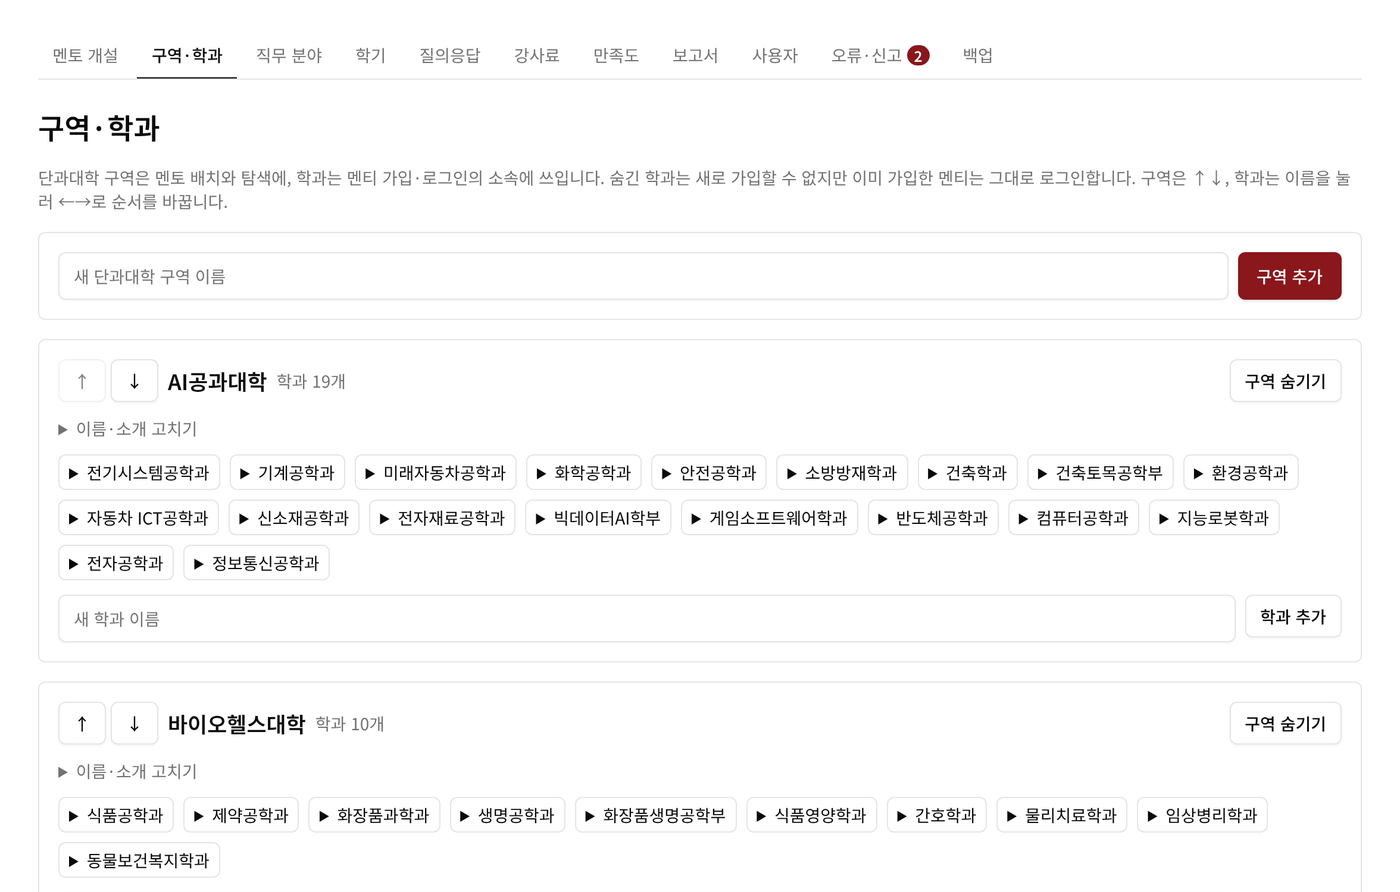 멘토 개설 구역·학과 직무 분야 학기 질의응답 강사료 만족도 보고서 사용자 오류·신고 2 백업
구역·학과
단과대학 구역은 멘토 배치와 탐색에, 학과는 멘티 가입·로그인의 소속에 쓰입니다. 숨긴 학과는 새로 가입할 수 없지만 이미 가입한 멘티는 그대로 로그인합니다. 구역은 ↑↓, 학과는 이름을 눌
러 ←→로 순서를 바꿉니다.
새 단과대학 구역 이름 구역 추가
↑ ↓ AI공과대학 학과 19개 구역 숨기기
▶ 이름·소개 고치기
▶ 전기시스템공학과 ▶ 기계공학과 ▶ 미래자동차공학과 ▶ 화학공학과 ▶ 안전공학과 ▶ 소방방재학과 ▶ 건축학과 ▶ 건축토목공학부 ▶ 환경공학과
▶ 자동차 ICT공학과 ▶ 신소재공학과 ▶ 전자재료공학과 ▶ 빅데이터AI학부 ▶ 게임소프트웨어학과 ▶ 반도체공학과 ▶ 컴퓨터공학과 ▶ 지능로봇학과
▶ 전자공학과 ▶ 정보통신공학과
새 학과 이름 학과 추가
↑ ↓ 바이오헬스대학 학과 10개 구역 숨기기
▶ 이름·소개 고치기
▶ 식품공학과 ▶ 제약공학과 ▶ 화장품과학과 ▶ 생명공학과 ▶ 화장품생명공학부 ▶ 식품영양학과 ▶ 간호학과 ▶ 물리치료학과 ▶ 임상병리학과
▶ 동물보건복지학과